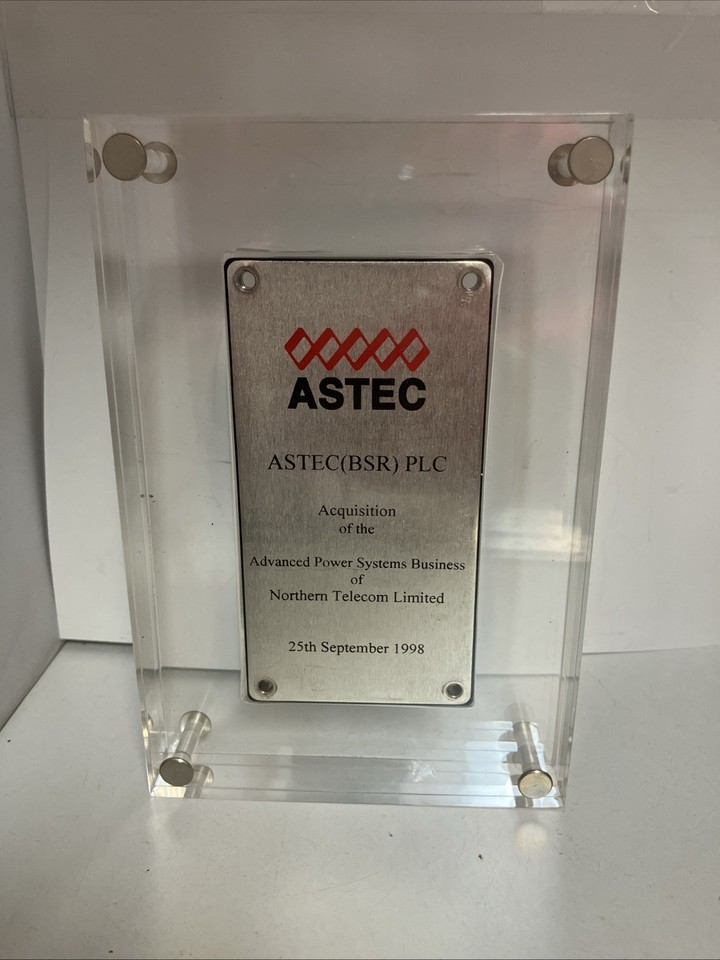 ASTEC
ASTEC(BSR) PLC
Acquisition
of the
Advanced Power Systems Business
of
Northern Telecom Limited
25th September 1998